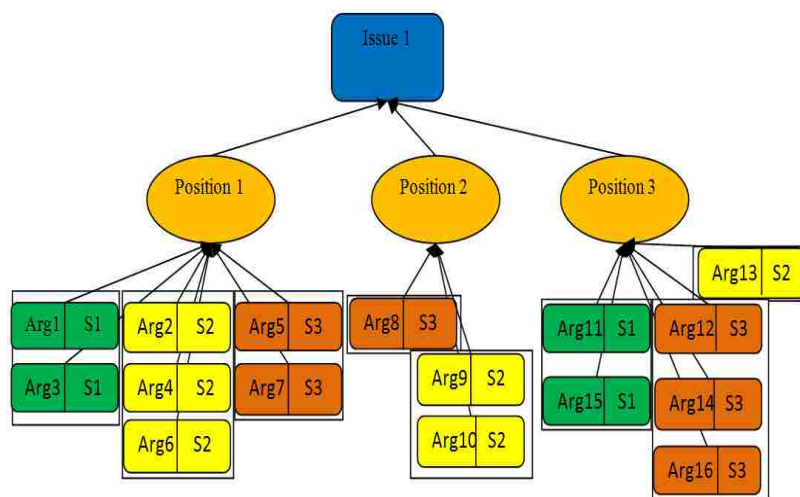 Issue 1
Position 1
Position 2
Position 3
Arg13 S2
Arg1 S1
Arg2 S2
Arg5 S3
Arg8 S3
Arg11 S1
Arg12 S3
Arg3 S1
Arg4 S2
Arg7 S3
Arg9 S2
Arg15 S1
Arg14 S3
Arg6 S2
Arg10 S2
Arg16 S3